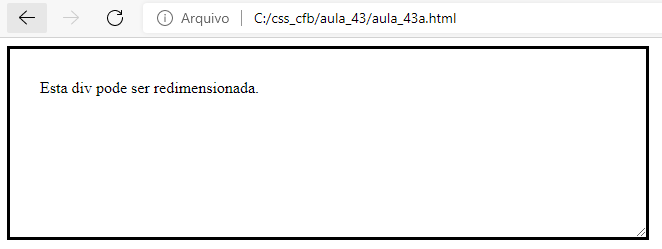 Arquivo | C:/css_cfb/aula_43/aula_43a.html
Esta div pode ser redimensionada.